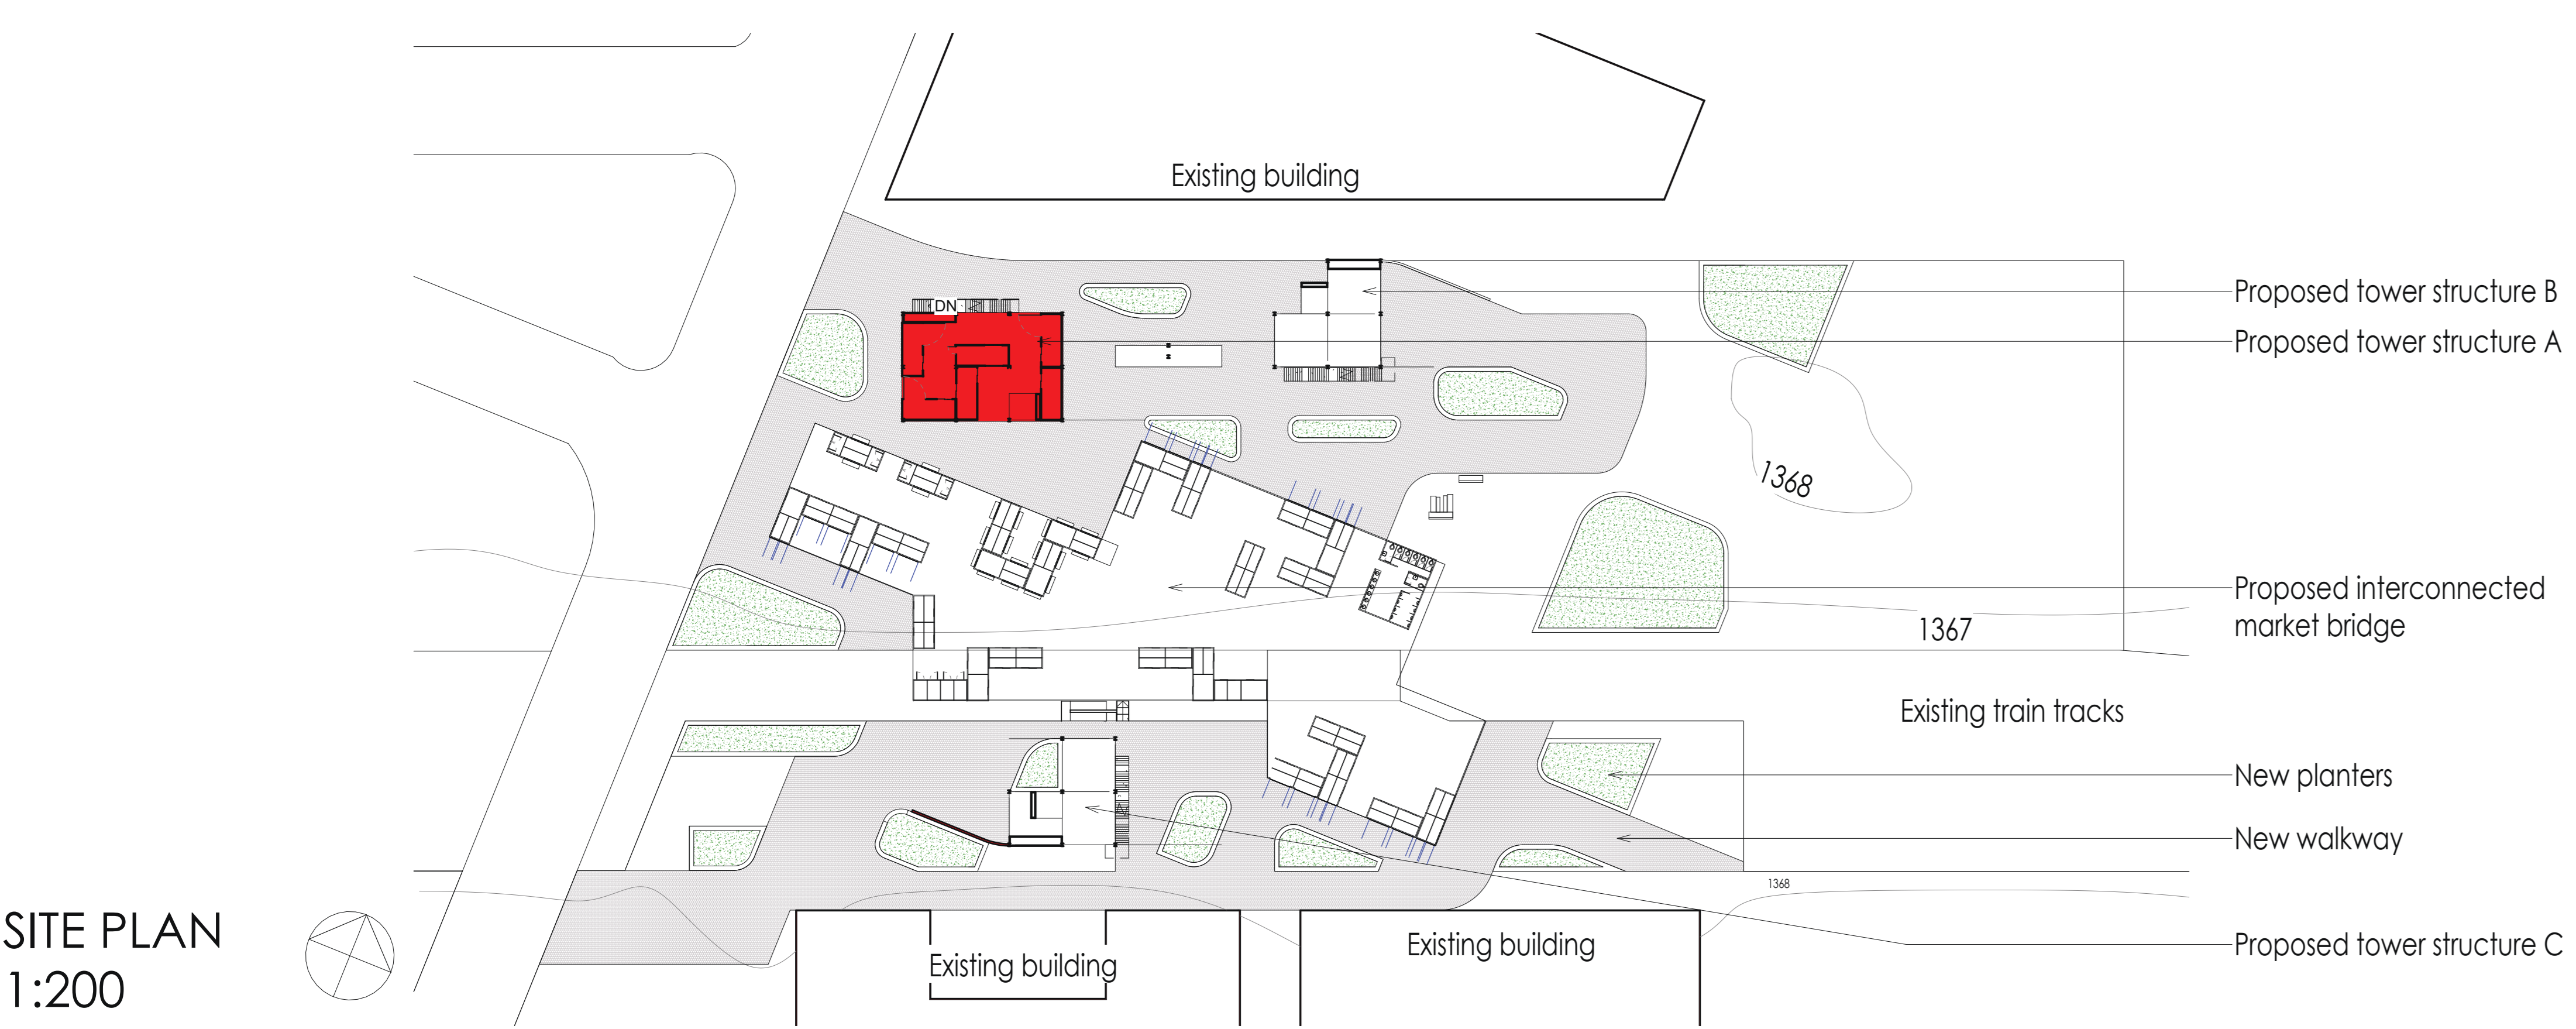 Existing building
DN
Proposed tower structure B
Proposed tower structure A
1368
Proposed interconnected
market bridge
1367
Existing train tracks
New planters
New walkway
1368
Existing building
Existing building
Proposed tower structure C
SITE PLAN
1:200